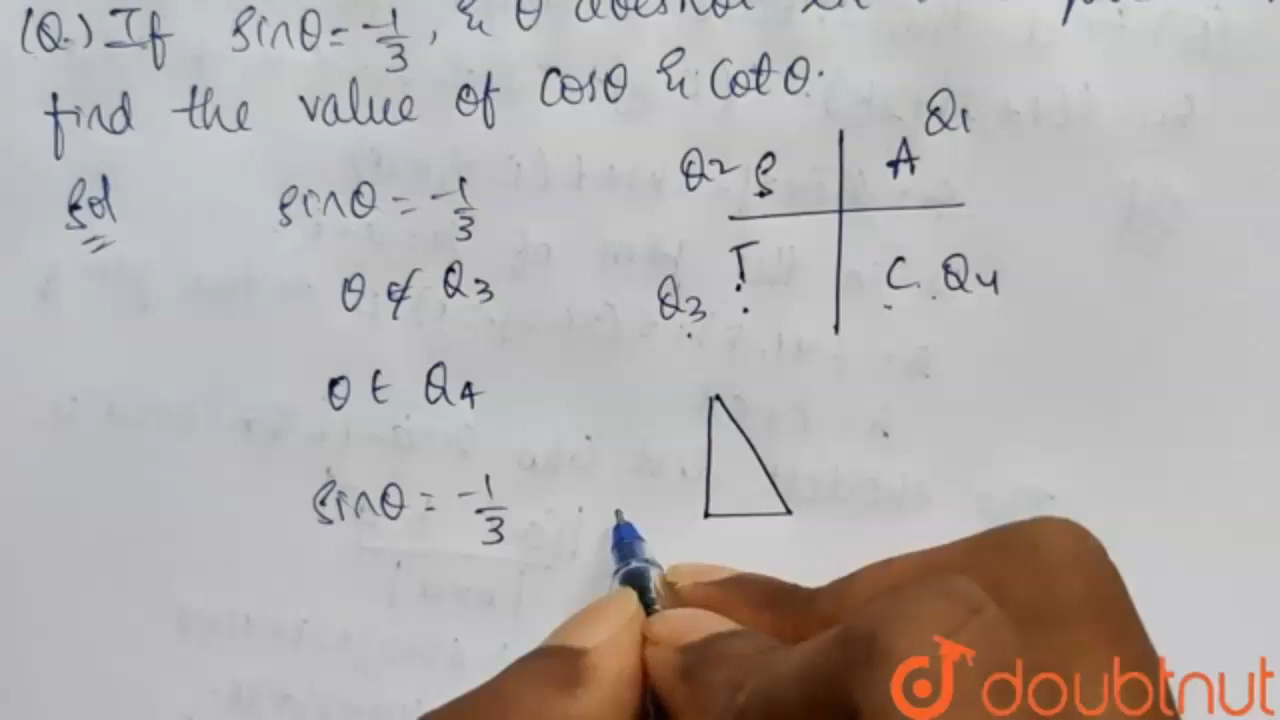 (Q.) If sinθ = -1/3, & θ doesnot
find the value of cosθ & cotθ.
Sol
sinθ = -1/3
Q2 S
A Q1
θ ∉ Q3
Q3 T
C Q4
θ ∈ Q4
sinθ = -1/3
doubtnut